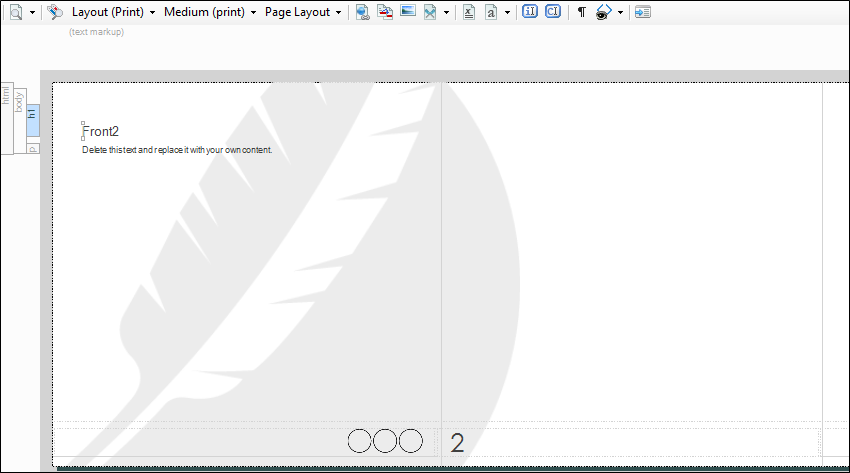 Layout (Print) Medium (print) Page Layout
(text markup)
html
body
h1
p
Front2
Delete this text and replace it with your own content.
2